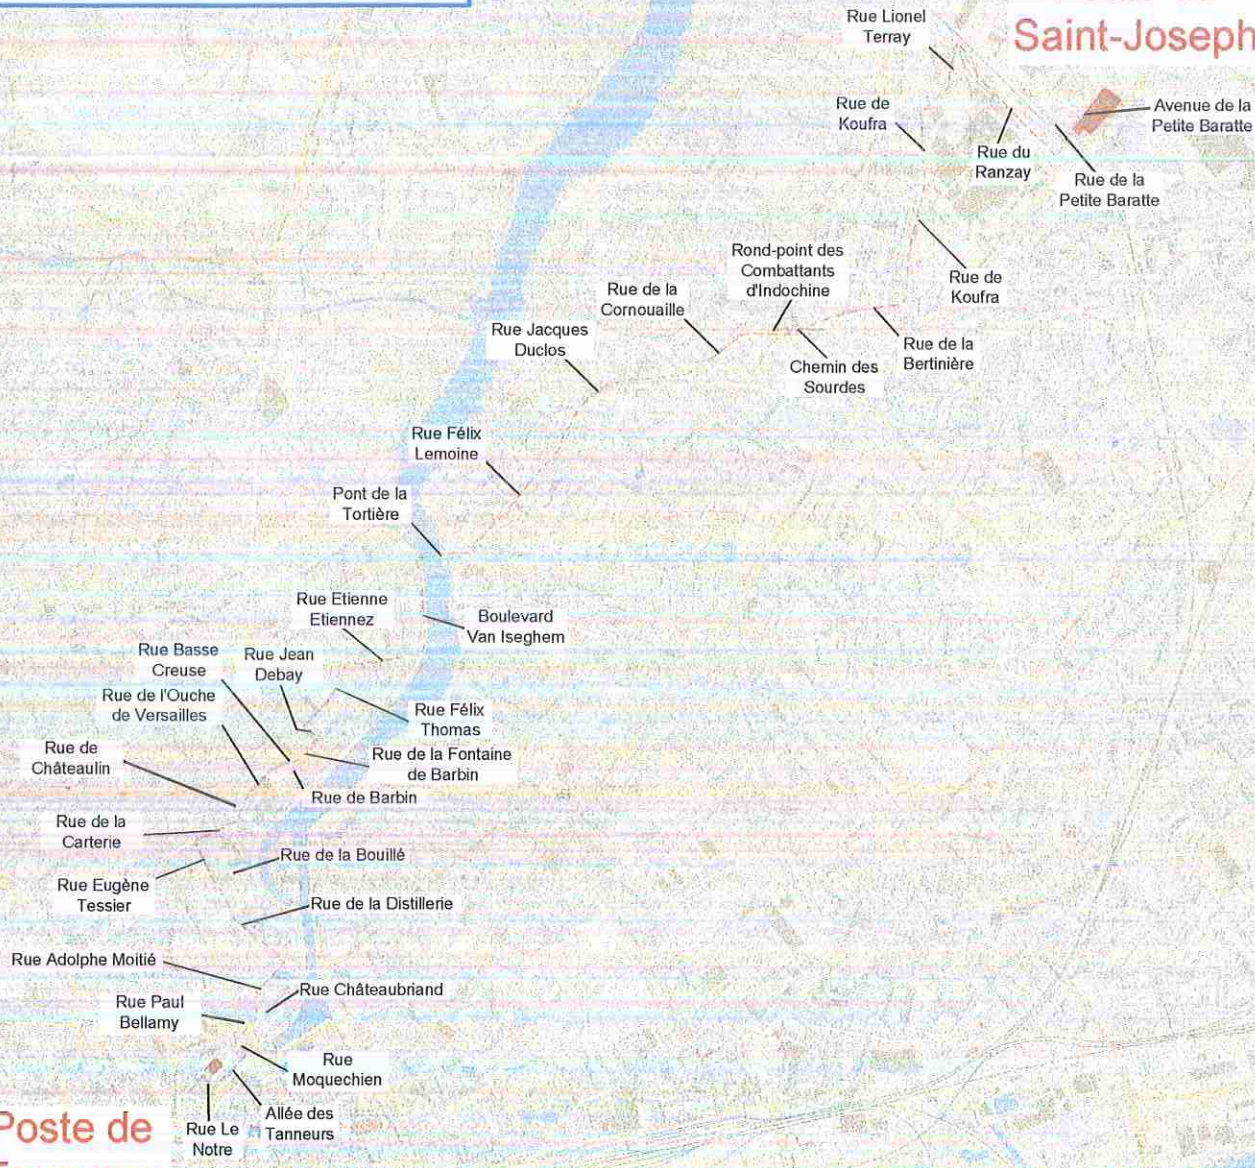 Rue Lionel
Terray
Saint-Joseph
Rue de
Koufra
Avenue de la
Petite Baratte
Rue du
Ranzay
Rue de la
Petite Baratte
Rond-point des
Combattants
d'Indochine
Rue de
Koufra
Rue de la
Cornouaille
Rue Jacques
Duclos
Rue de la
Bertinière
Chemin des
Sourdes
Rue Félix
Lemoine
Pont de la
Tortière
Rue Etienne
Etiennez
Boulevard
Van Iseghem
Rue Basse
Creuse
Rue Jean
Debay
Rue de l'Ouche
de Versailles
Rue Félix
Thomas
Rue de
Châteaulin
Rue de la Fontaine
de Barbin
Rue de Barbin
Rue de la
Carterie
Rue de la Bouillé
Rue Eugène
Tessier
Rue de la Distillerie
Rue Adolphe Moitié
Rue Châteaubriand
Rue Paul
Bellamy
Rue
Moquechien
Allée des
Tanneurs
Rue Le
Notre
Poste de